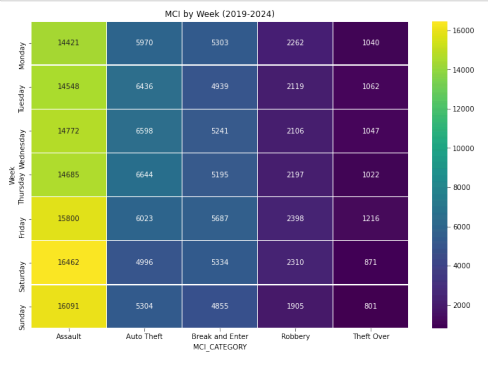 MCI by Week (2019-2024)
Monday 14421 5970 5303 2262 1040
Tuesday 14548 6436 4939 2119 1062
Wednesday 14772 6598 5241 2106 1047
Thursday 14685 6644 5195 2197 1022
Friday 15800 6023 5687 2398 1216
Saturday 16462 4996 5334 2310 871
Sunday 16091 5304 4855 1905 801
Week
Assault Auto Theft Break and Enter Robbery Theft Over
MCI_CATEGORY
16000
14000
12000
10000
8000
6000
4000
2000